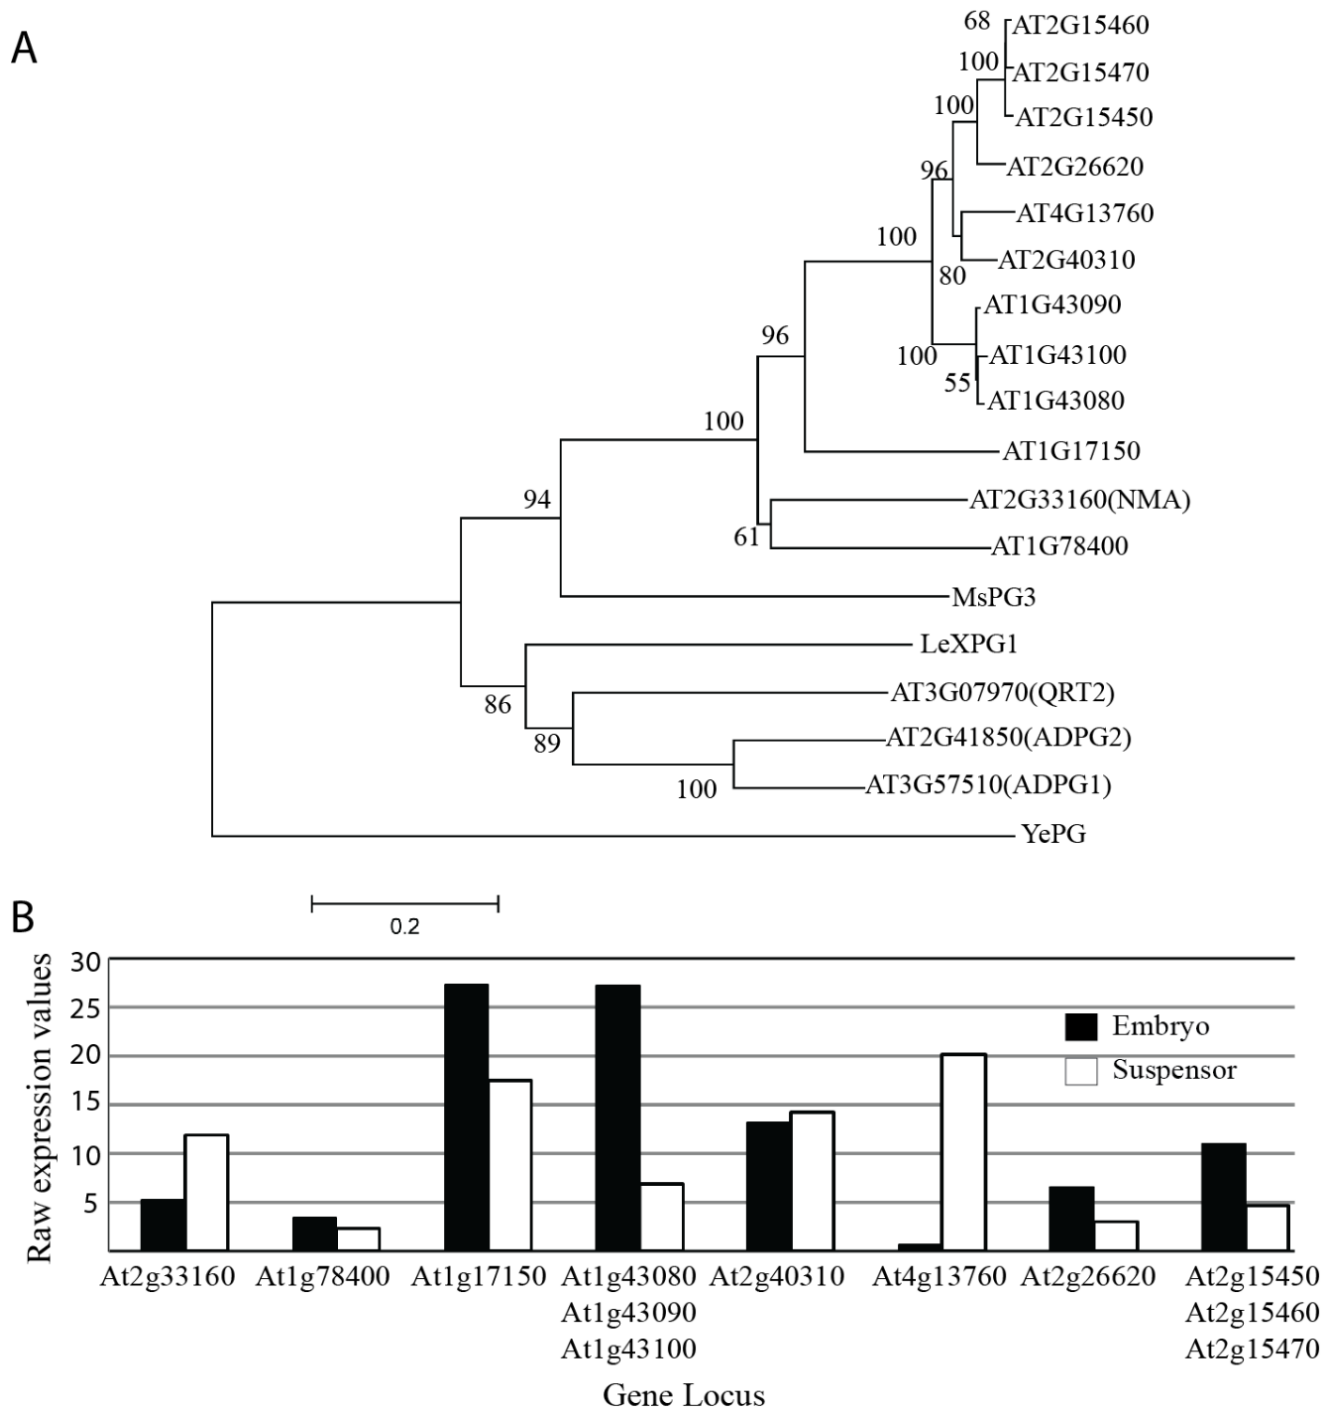 A
68
AT2G15460
100
AT2G15470
100
AT2G15450
96
AT2G26620
AT4G13760
100
AT2G40310
80
AT1G43090
96
100
AT1G43100
55
AT1G43080
100
AT1G17150
94
AT2G33160(NMA)
61
AT1G78400
MsPG3
LeXPG1
86
AT3G07970(QRT2)
89
AT2G41850(ADPG2)
100
AT3G57510(ADPG1)
YePG
0.2
B
Raw expression values
30
25
20
15
10
5
Embryo
Suspensor
At2g33160 At1g78400 At1g17150 At1g43080 At2g40310 At4g13760 At2g26620 At2g15450
At1g43090 At2g15460
At1g43100 At2g15470
Gene Locus